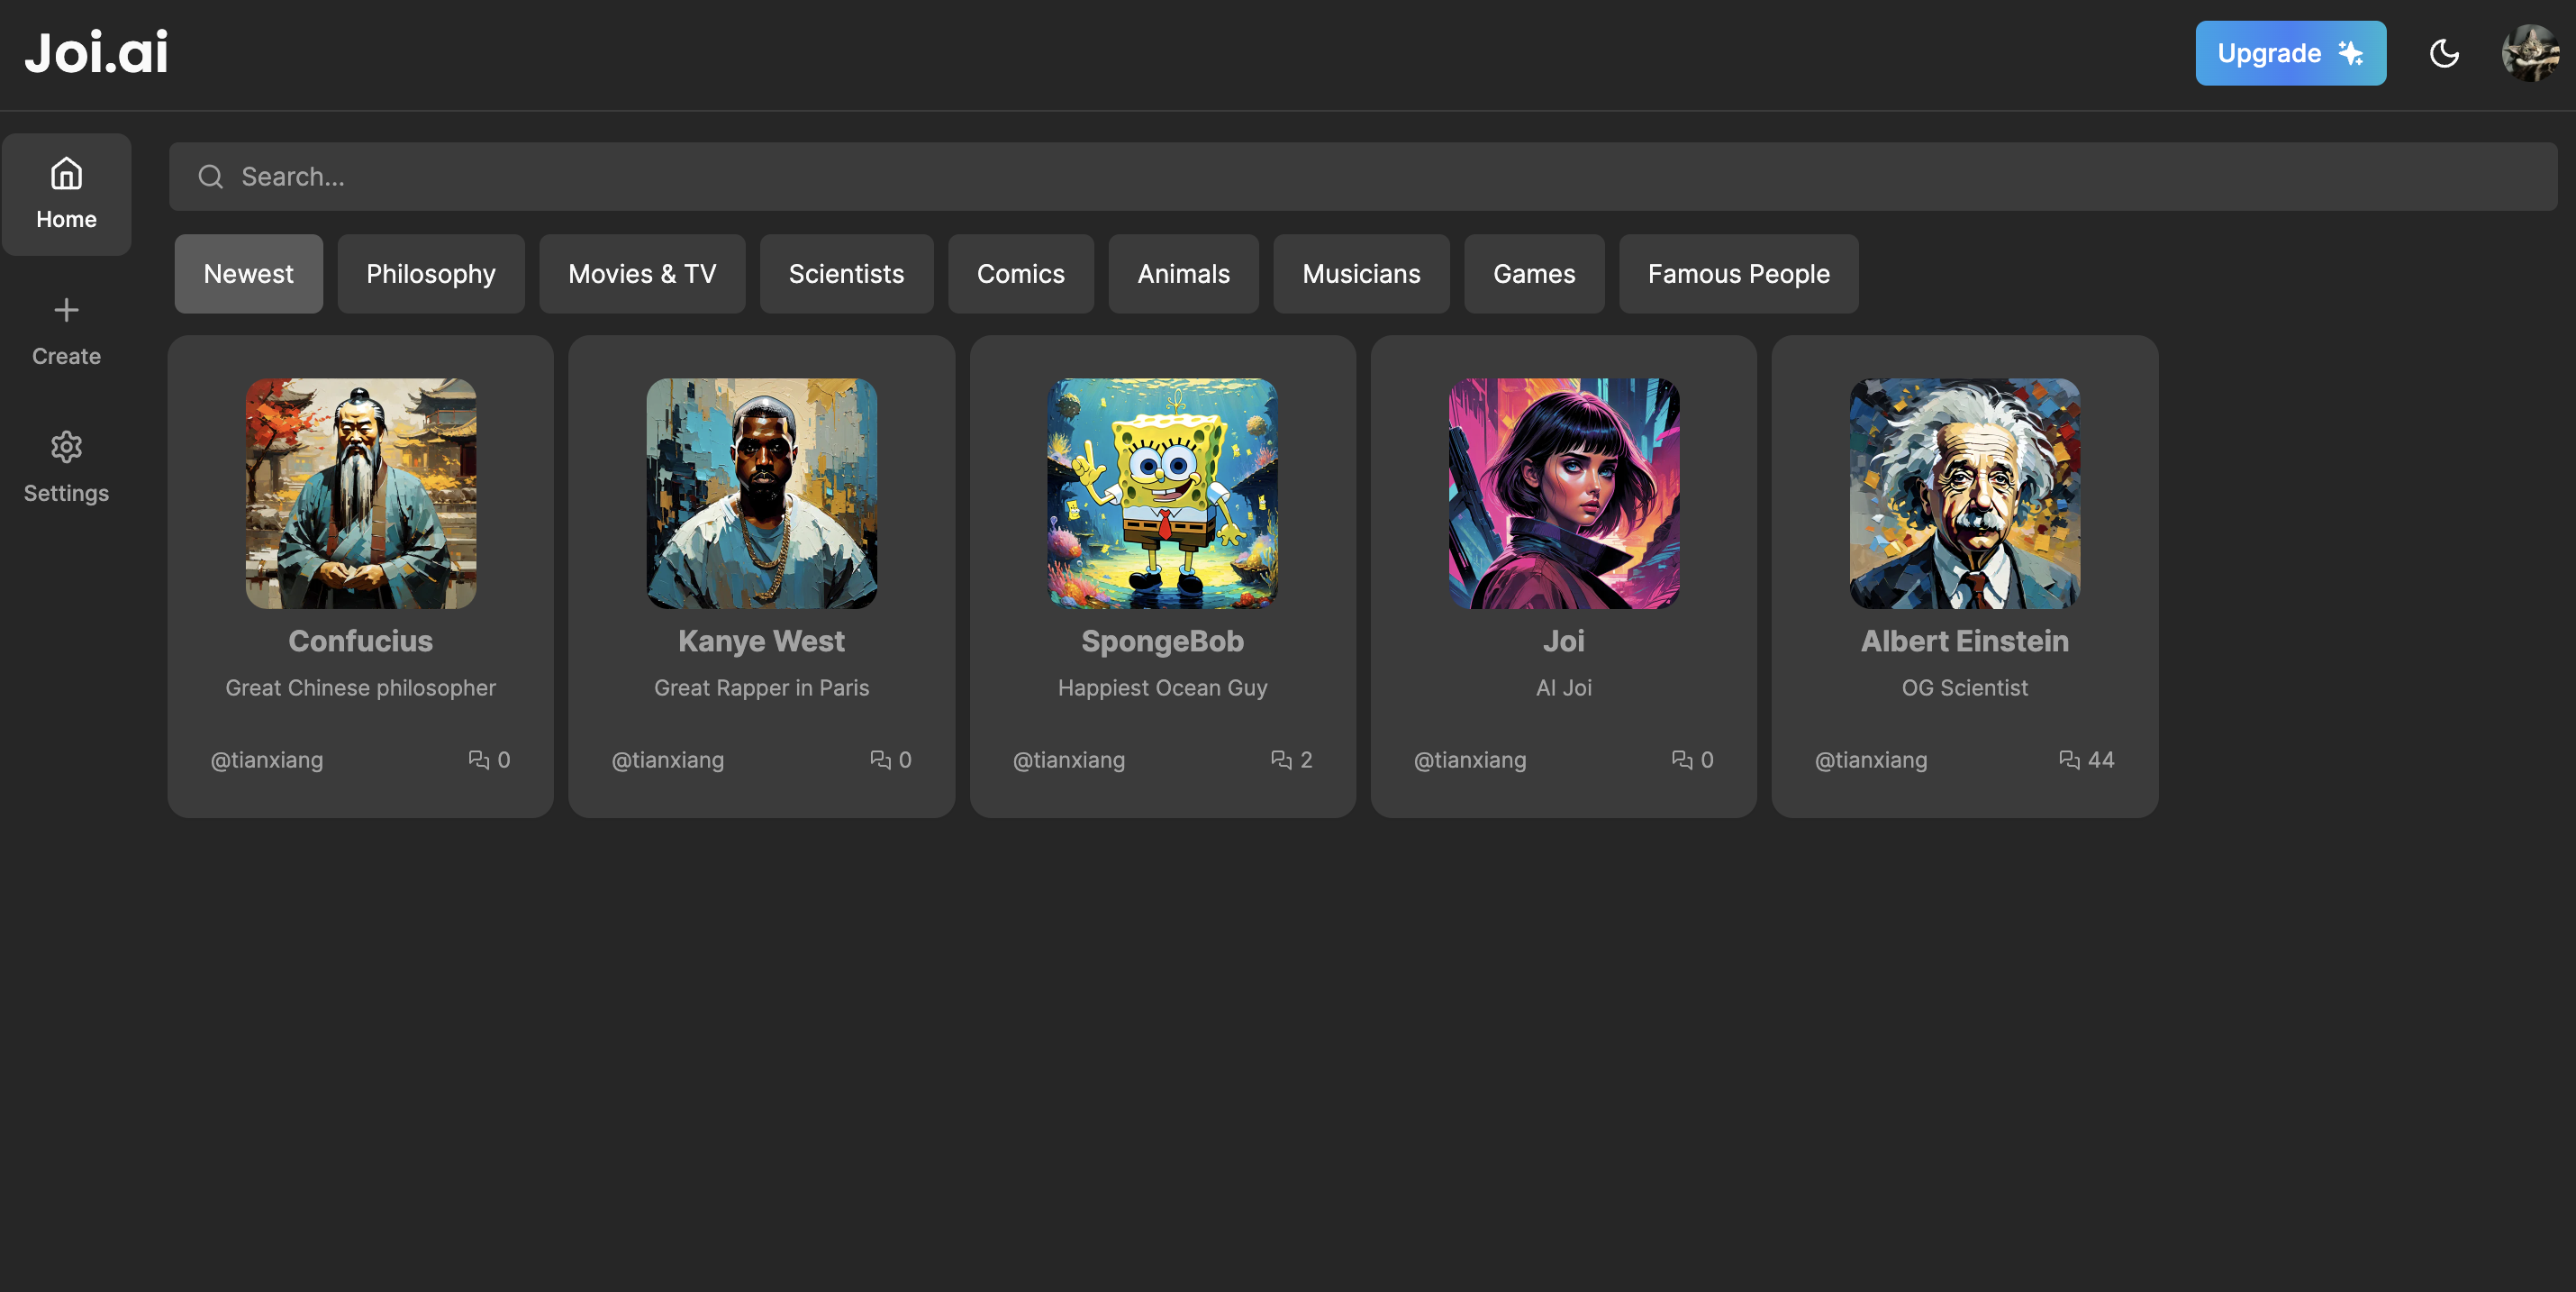 Joi.ai
Upgrade
Home
Create
Settings
Search...
Newest Philosophy Movies & TV Scientists Comics Animals Musicians Games Famous People
Confucius
Great Chinese philosopher
@tianxiang 0
Kanye West
Great Rapper in Paris
@tianxiang 0
SpongeBob
Happiest Ocean Guy
@tianxiang 2
Joi
AI Joi
@tianxiang 0
Albert Einstein
OG Scientist
@tianxiang 44